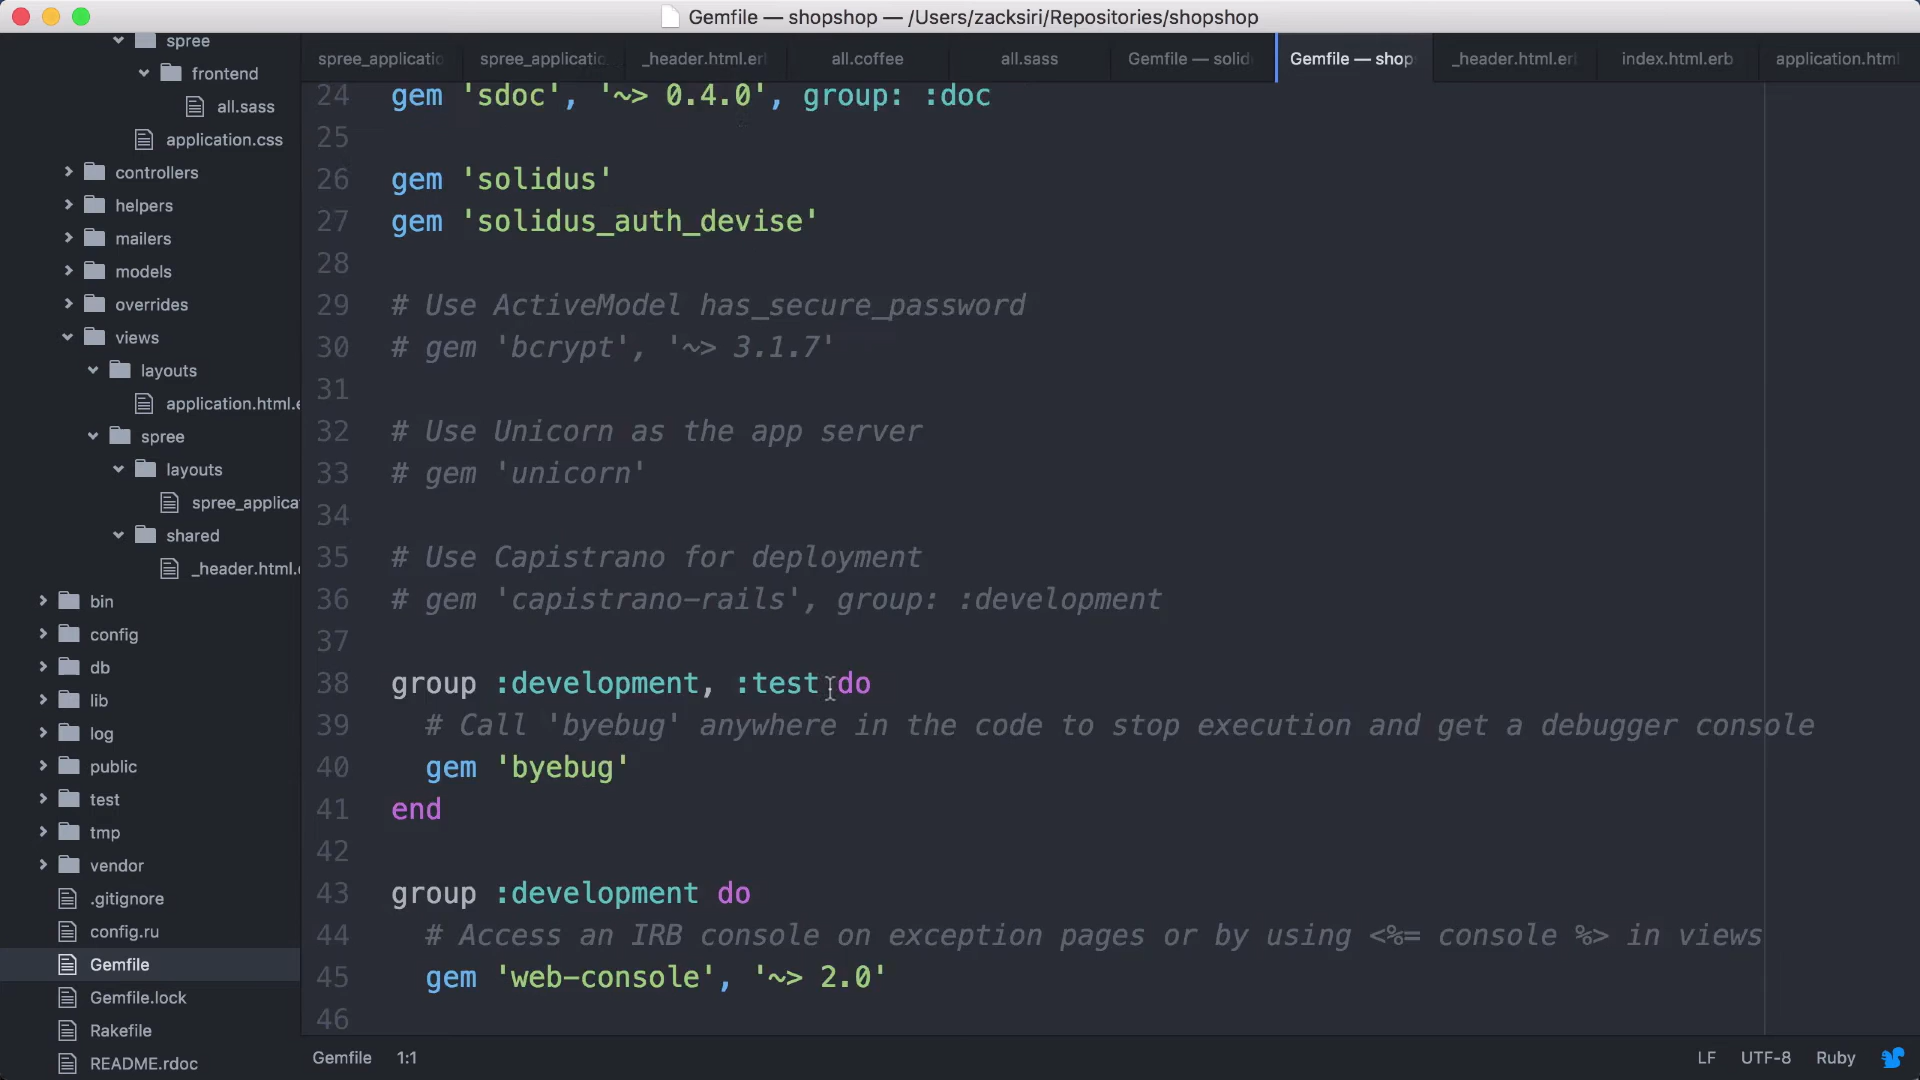 Gemfile — shopshop — /Users/zacksiri/Repositories/shopshop
spree_applicatio
spree_applicatio
_header.html.erl
all.coffee
all.sass
Gemfile — solid
Gemfile — shop
_header.html.erl
index.html.erb
application.html
spree
frontend
all.sass
application.css
controllers
helpers
mailers
models
overrides
views
layouts
application.html.e
spree
layouts
spree_applica
shared
_header.html.
bin
config
db
lib
log
public
test
tmp
vendor
.gitignore
config.ru
Gemfile
Gemfile.lock
Rakefile
README.rdoc
24 gem 'sdoc', '~> 0.4.0', group: :doc
25
26 gem 'solidus'
27 gem 'solidus_auth_devise'
28
29 # Use ActiveModel has_secure_password
30 # gem 'bcrypt', '~> 3.1.7'
31
32 # Use Unicorn as the app server
33 # gem 'unicorn'
34
35 # Use Capistrano for deployment
36 # gem 'capistrano-rails', group: :development
37
38 group :development, :test do
39 # Call 'byebug' anywhere in the code to stop execution and get a debugger console
40 gem 'byebug'
41 end
42
43 group :development do
44 # Access an IRB console on exception pages or by using <%= console %> in views
45 gem 'web-console', '~> 2.0'
46
Gemfile 1:1
LF UTF-8 Ruby